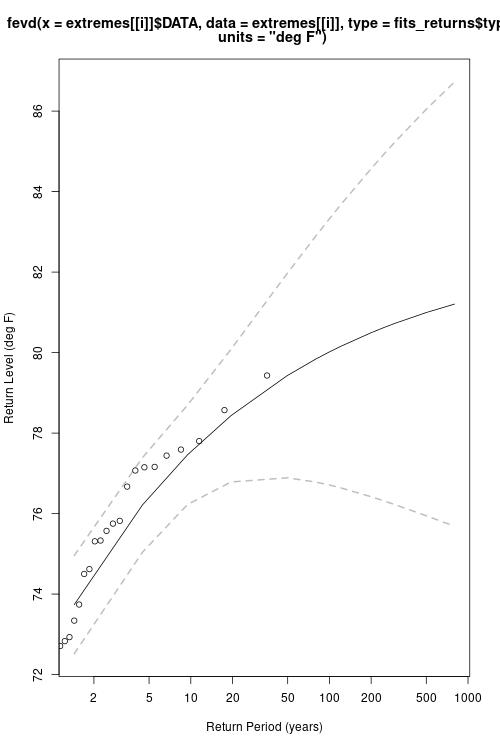 fevd(x = extremes[[i]]$DATA, data = extremes[[i]], type = fits_returns$typ
units = "deg F")
86
84
82
80
78
76
74
72
Return Level (deg F)
2 5 10 20 50 100 200 500 1000
Return Period (years)